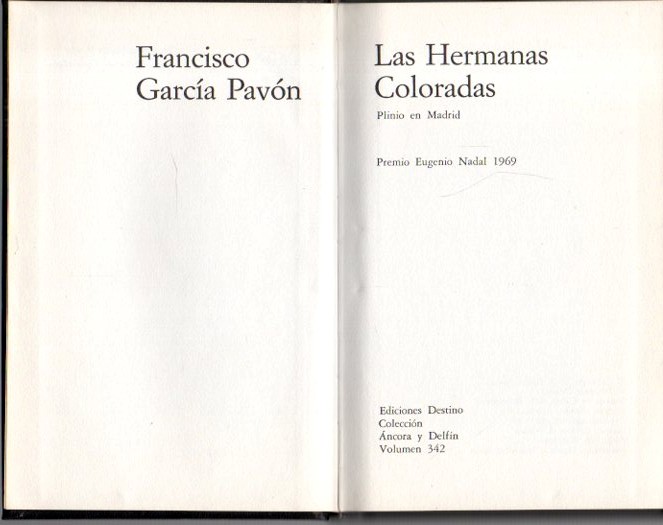 Francisco
García Pavón
Las Hermanas
Coloradas
Plinio en Madrid
Premio Eugenio Nadal 1969
Ediciones Destino
Colección
Áncora y Delfín
Volumen 342